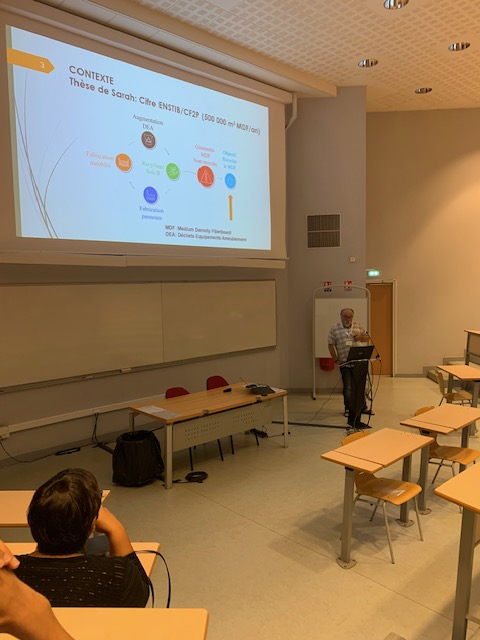 3
CONTEXTE
Thèse de Sarah: Cifre ENSTIB/CF2P (500 000 m³ MDF/an)
Augmentation
DEA
Fabrication
meubles
Fabrication
panneaux
MDF :Medium Density Fiberboard
DEA: Déchets Equipements Ameublement